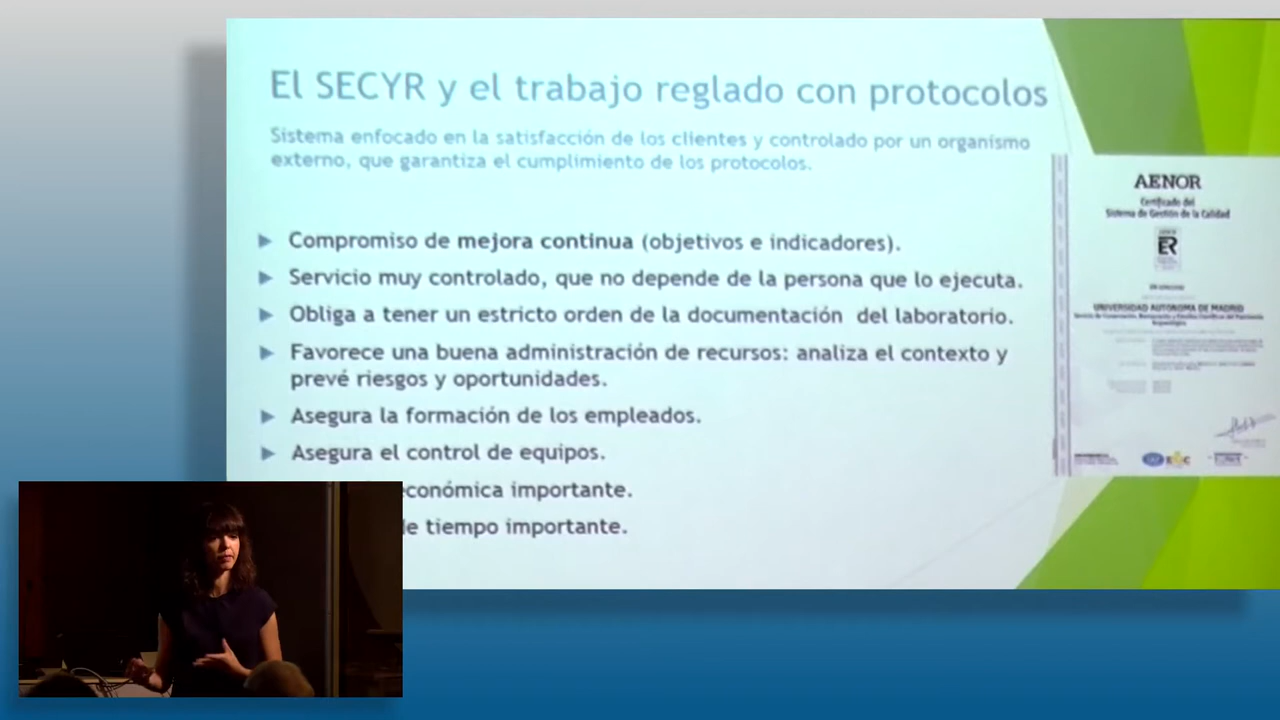 El SECYR y el trabajo reglado con protocolos
Sistema enfocado en la satisfacción de los clientes y controlado por un organismo
externo, que garantiza el cumplimiento de los protocolos.
Compromiso de mejora continua (objetivos e indicadores).
Servicio muy controlado, que no depende de la persona que lo ejecuta.
Obliga a tener un estricto orden de la documentación del laboratorio.
Favorece una buena administración de recursos: analiza el contexto y
prevé riesgos y oportunidades.
Asegura la formación de los empleados.
Asegura el control de equipos.
económica importante.
de tiempo importante.
AENOR
Certificado del
Sistema de Gestión de la Calidad
ER
UNIVERSIDAD AUTONOMA DE MADRID